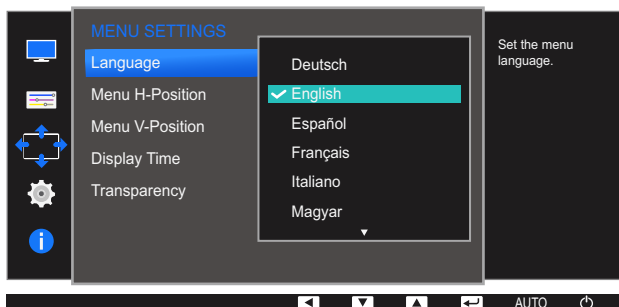 MENU SETTINGS
Language
Menu H-Position
Menu V-Position
Display Time
Transparency
Deutsch
English
Español
Français
Italiano
Magyar
Set the menu
language.
AUTO